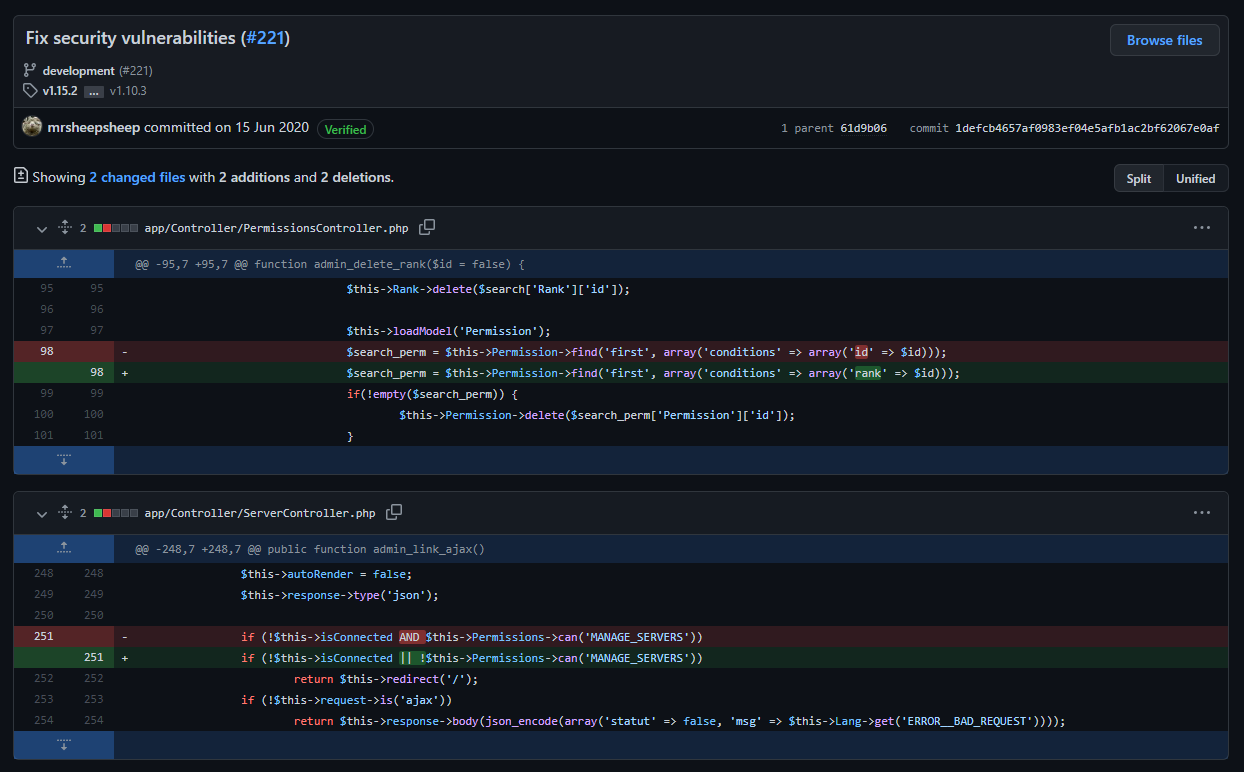 Fix security vulnerabilities (#221)
Browse files
development (#221)
v1.15.2 ... v1.10.3
mrsheepsheep committed on 15 Jun 2020 Verified
1 parent 61d9b06 commit 1defcb4657af0983ef04e5afb1ac2bf62067e0af
Showing 2 changed files with 2 additions and 2 deletions.
Split Unified
2 app/Controller/PermissionsController.php
@@ -95,7 +95,7 @@ function admin_delete_rank($id = false) {
95 95 $this->Rank->delete($search['Rank']['id']);
96 96
97 97 $this->loadModel('Permission');
98 - $search_perm = $this->Permission->find('first', array('conditions' => array('id' => $id)));
98 + $search_perm = $this->Permission->find('first', array('conditions' => array('rank' => $id)));
99 99 if(!empty($search_perm)) {
100 100 $this->Permission->delete($search_perm['Permission']['id']);
101 101 }
2 app/Controller/ServerController.php
@@ -248,7 +248,7 @@ public function admin_link_ajax()
248 248 $this->autoRender = false;
249 249 $this->response->type('json');
250 250
251 - if (!$this->isConnected AND $this->Permissions->can('MANAGE_SERVERS'))
251 + if (!$this->isConnected || !$this->Permissions->can('MANAGE_SERVERS'))
252 252 return $this->redirect('/');
253 253 if (!$this->request->is('ajax'))
254 254 return $this->response->body(json_encode(array('statut' => false, 'msg' => $this->Lang->get('ERROR__BAD_REQUEST'))));